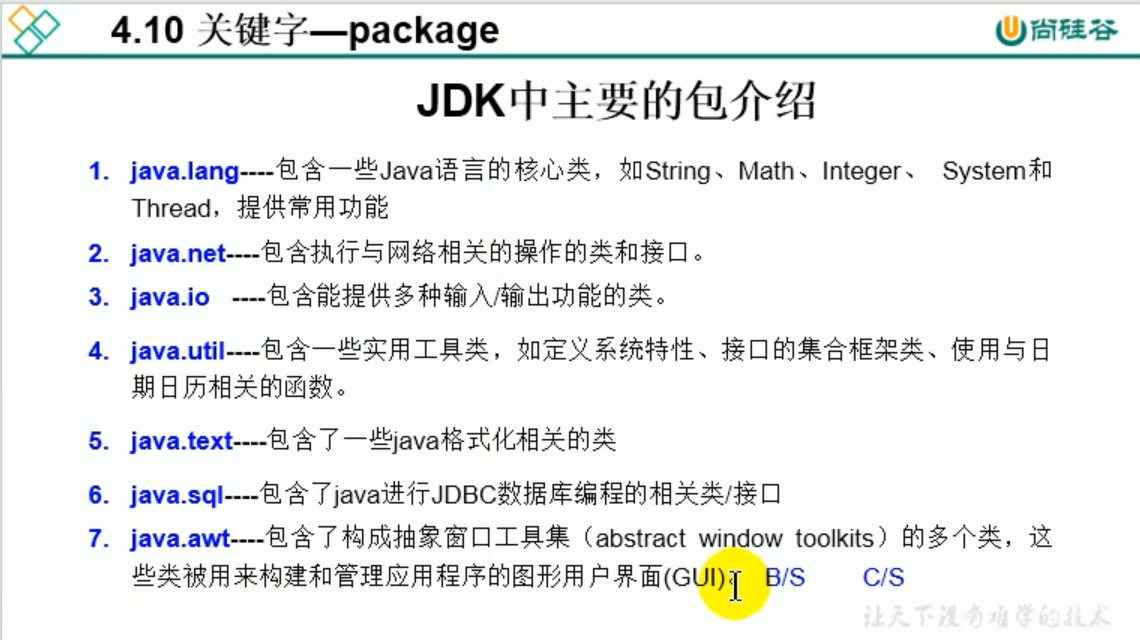 4.10 关键字—package
尚硅谷
JDK中主要的包介绍
1. java.lang----包含一些Java语言的核心类，如String、Math、Integer、 System和
Thread，提供常用功能
2. java.net----包含执行与网络相关的操作的类和接口。
3. java.io ----包含能提供多种输入/输出功能的类。
4. java.util----包含一些实用工具类，如定义系统特性、接口的集合框架类、使用与日
期日历相关的函数。
5. java.text----包含了一些java格式化相关的类
6. java.sql----包含了java进行JDBC数据库编程的相关类/接口
7. java.awt----包含了构成抽象窗口工具集（abstract window toolkits）的多个类，这
些类被用来构建和管理应用程序的图形用户界面(GUI)。 B/S C/S
让天下没有难学的技术